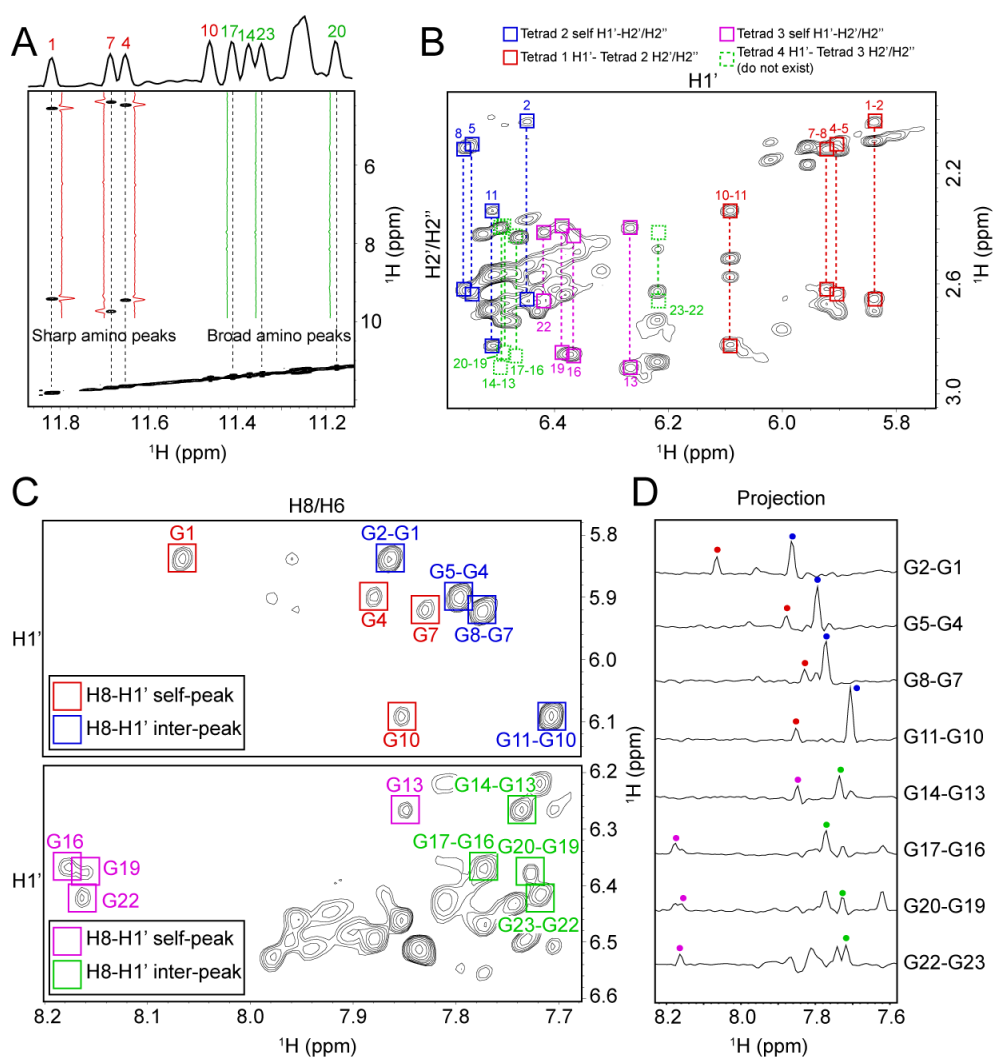 A
1
7
4
10
17
14
23
20
Sharp amino peaks
Broad amino peaks
6
8
10
¹H (ppm)
11.8
11.6
11.4
11.2
¹H (ppm)
B
Tetrad 2 self H1'-H2'/H2"
Tetrad 3 self H1'-H2'/H2"
Tetrad 1 H1'- Tetrad 2 H2'/H2"
Tetrad 4 H1'- Tetrad 3 H2'/H2"
(do not exist)
H1'
H2'/H2"
2
1-2
8
5
7-8
4-5
11
10-11
22
23-22
20-19
17-16
19
16
13
14-13
2.2
2.6
3.0
¹H (ppm)
6.4
6.2
6.0
5.8
¹H (ppm)
C
H8/H6
G1
G2-G1
G5-G4
G4
G7
G8-G7
H1'
H8-H1' self-peak
H8-H1' inter-peak
G10
G11-G10
5.8
5.9
6.0
6.1
¹H (ppm)
G13
G14-G13
G16
G17-G16
G20-G19
G19
G22
G23-G22
H1'
H8-H1' self-peak
H8-H1' inter-peak
6.2
6.3
6.4
6.5
6.6
¹H (ppm)
8.2
8.1
8.0
7.9
7.8
7.7
¹H (ppm)
D
Projection
G2-G1
G5-G4
G8-G7
G11-G10
G14-G13
G17-G16
G20-G19
G22-G23
8.2
8.0
7.8
7.6
¹H (ppm)